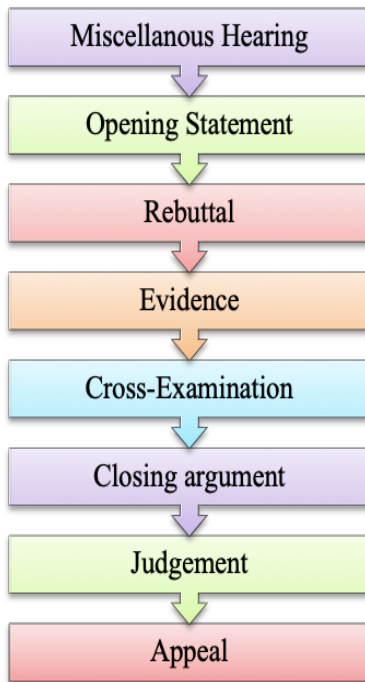 Miscellanous Hearing
Opening Statement
Rebuttal
Evidence
Cross-Examination
Closing argument
Judgement
Appeal